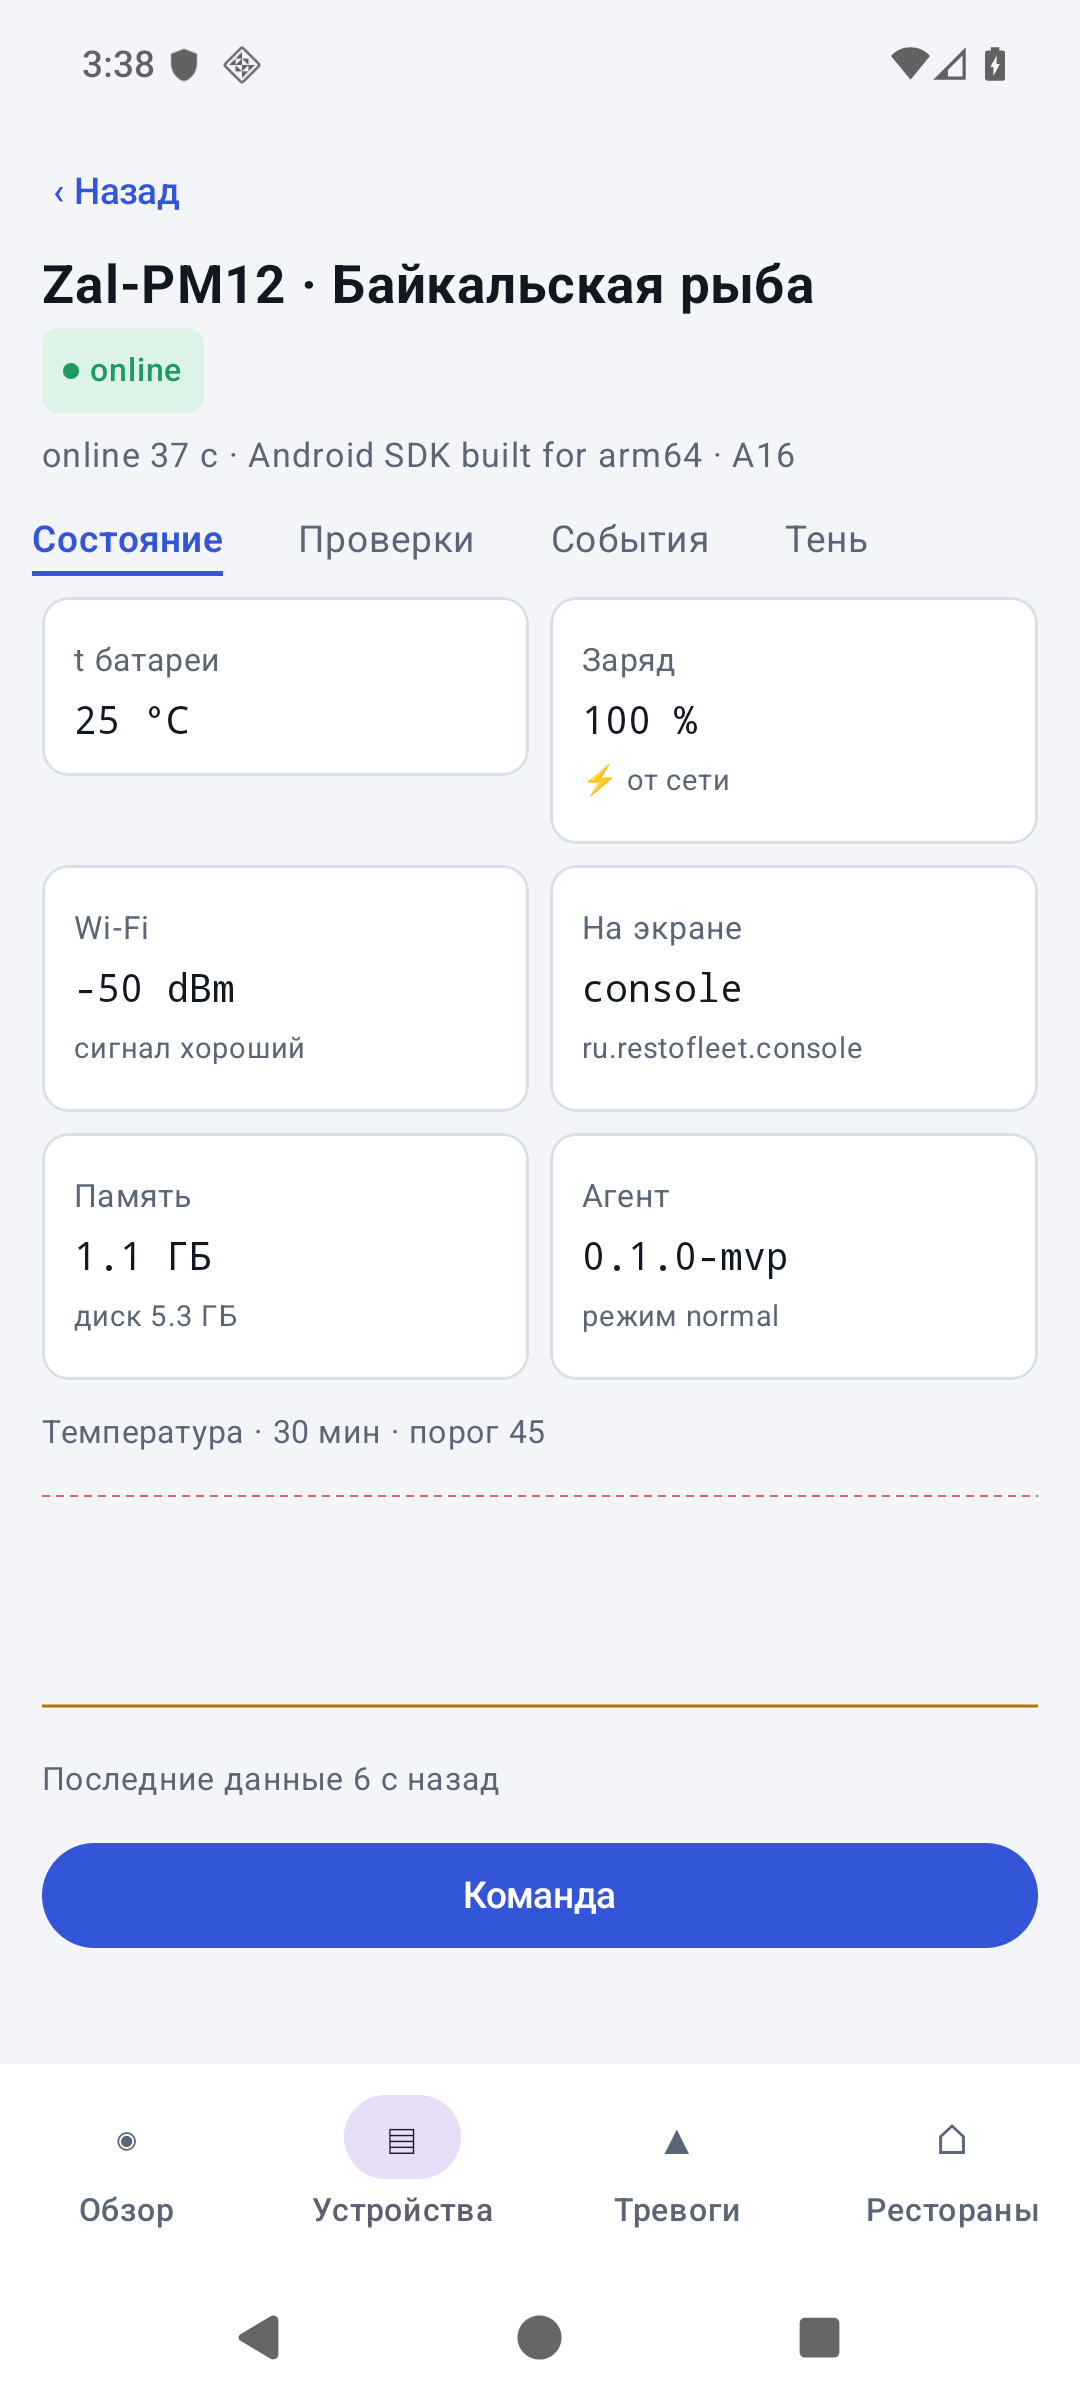 3:38
‹ Назад
Zal-PM12 · Байкальская рыба
online
online 37 с · Android SDK built for arm64 · A16
Состояние Проверки События Тень
t батареи
25 °C
Заряд
100 %
⚡ от сети
Wi-Fi
-50 dBm
сигнал хороший
На экране
console
ru.restofleet.console
Память
1.1 ГБ
диск 5.3 ГБ
Агент
0.1.0-mvp
режим normal
Температура · 30 мин · порог 45
Последние данные 6 с назад
Команда
Обзор Устройства Тревоги Рестораны